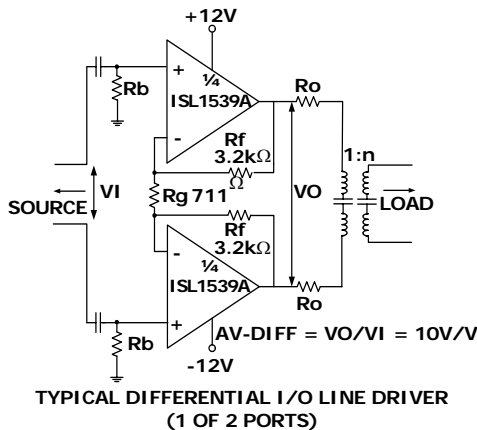 +12V
+
¼
ISL1539A
-
Rb
Ro
Rf
3.2kΩ
1:n
VI
SOURCE
Rg 711
Ω
VO
LOAD
Rf
3.2kΩ
-
¼
ISL1539A
+
Ro
Rb
-12V
AV-DIFF = VO/VI = 10V/V
TYPICAL DIFFERENTIAL I/O LINE DRIVER
(1 OF 2 PORTS)